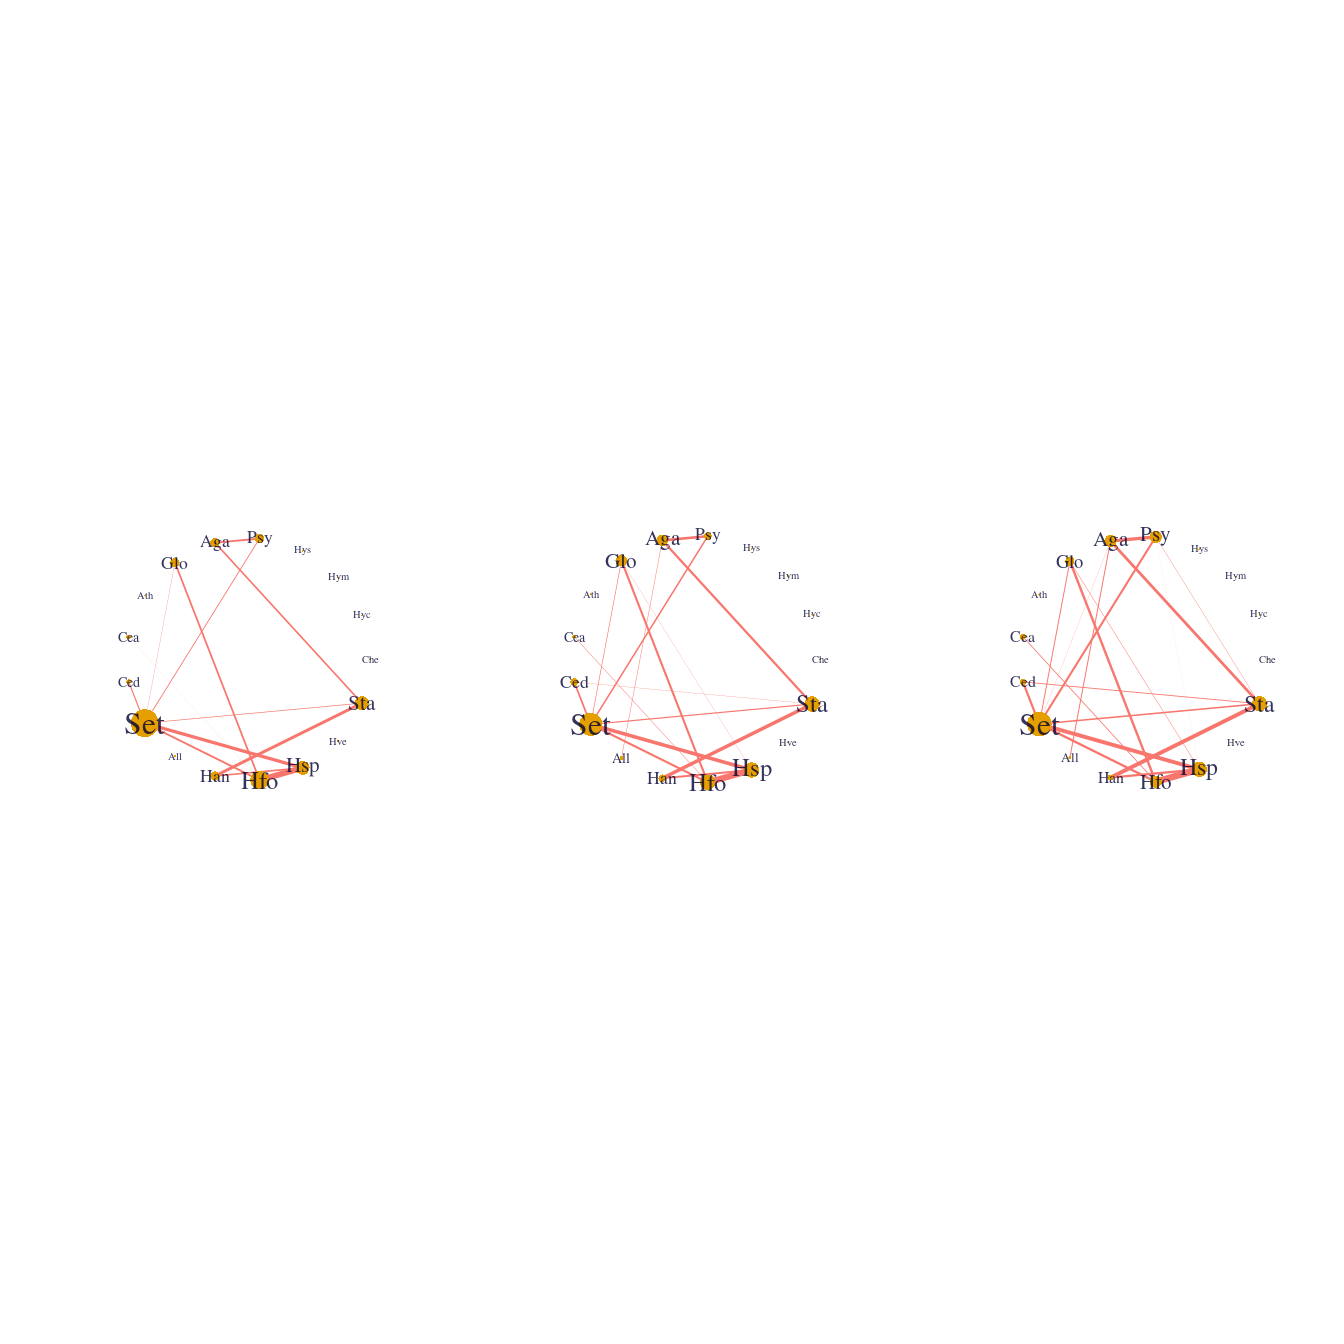 Psy
Aga
Hys
Glo
Hym
Ath
Hyc
Cea
Che
Ced
Sta
Set
Hve
All
Hsp
Han
Hfo
Psy
Aga
Hys
Glo
Hym
Ath
Hyc
Cea
Che
Ced
Sta
Set
Hve
All
Hsp
Han
Hfo
Psy
Aga
Hys
Glo
Hym
Ath
Hyc
Cea
Che
Ced
Sta
Set
Hve
All
Hsp
Han
Hfo